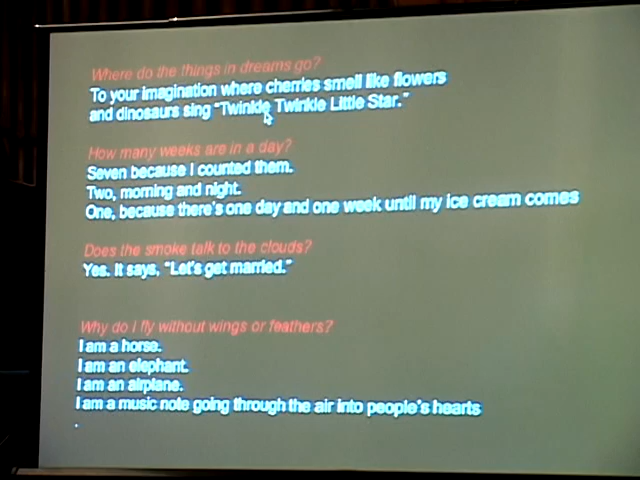 Where do the things in dreams go?
To your imagination where cherries smell like flowers
and dinosaurs sing “Twinkle Twinkle Little Star.”
How many weeks are in a day?
Seven because I counted them.
Two, morning and night.
One, because there's one day and one week until my ice cream comes
Does the smoke talk to the clouds?
Yes. It says, “Let's get married.”
Why do I fly without wings or feathers?
I am a horse.
I am an elephant.
I am an airplane.
I am a music note going through the air into people's hearts
.